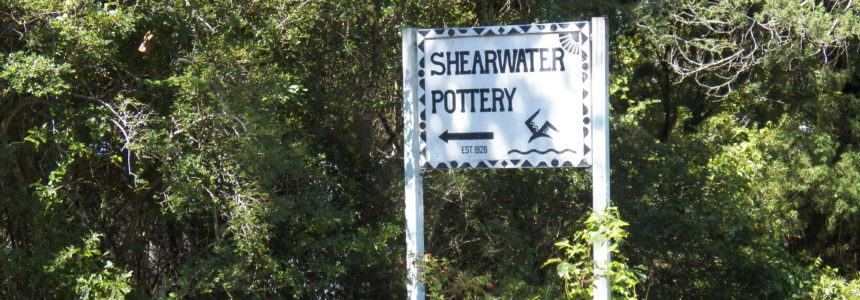 SHEARWATER
POTTERY
EST. 1928